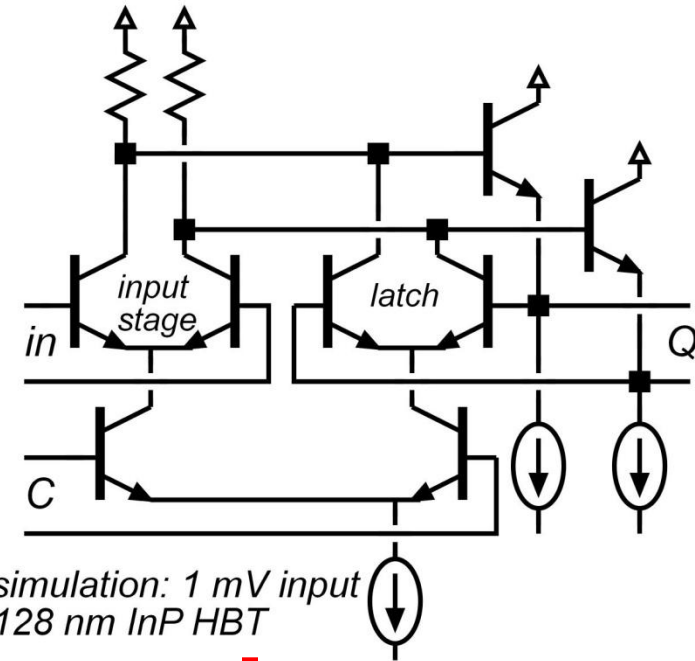 input
stage
latch
in
Q
C
simulation: 1 mV input
128 nm InP HBT